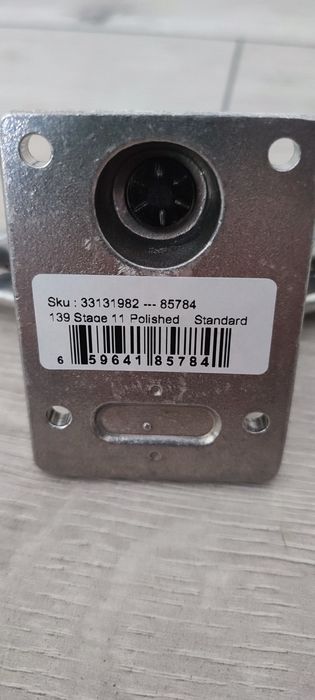 Sku : 33131982 --- 85784
139 Stage 11 Polished Standard
6 59641 85784